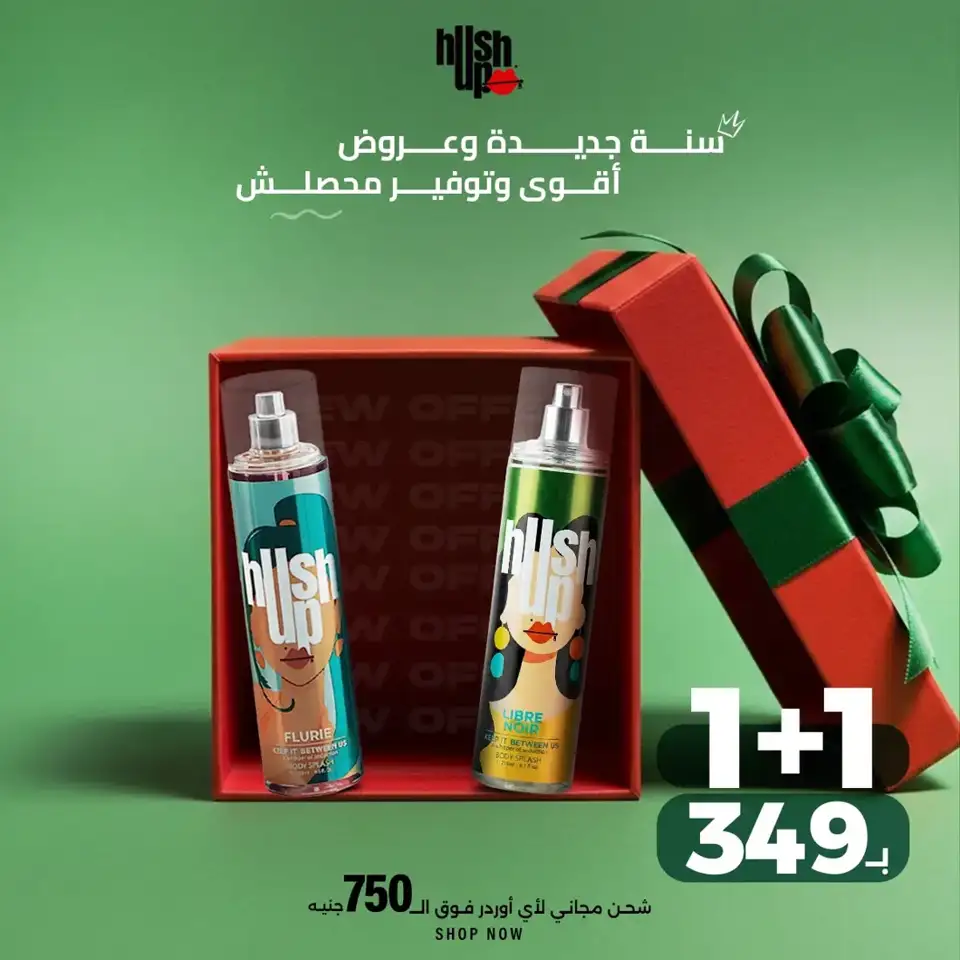 hUsh
Up
سنة جديدة وعروض
أقوى وتوفير محصلش
hUsh
Up
FLURIE
KEEP IT BETWEEN US
BODY SPLASH
hUsh
Up
LIBRE
NOIR
KEEP IT BETWEEN US
BODY SPLASH
1+1
بـ349
شحن مجاني لأي أوردر فوق الـ750جنيه
SHOP NOW